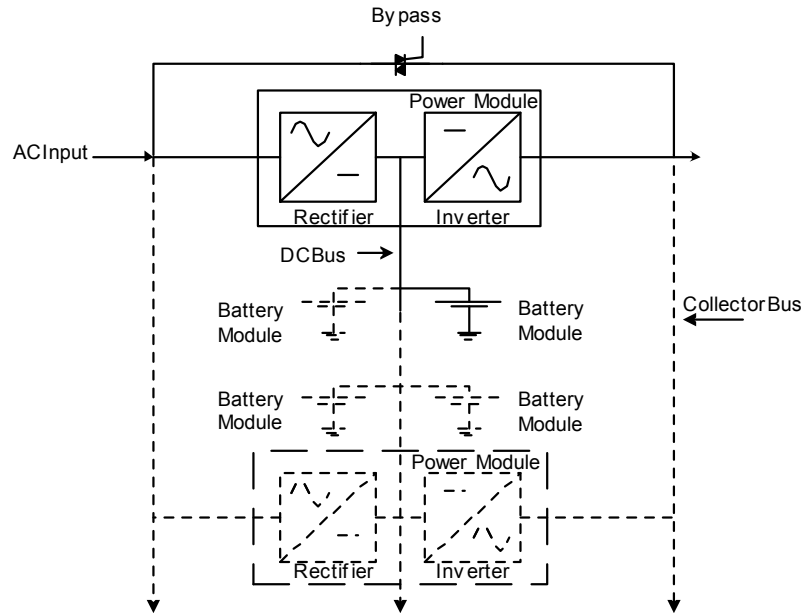 Bypass
Power Module
AC Input
Rectifier
Inverter
DC Bus
Battery
Module
Battery
Module
Collector Bus
Battery
Module
Battery
Module
Power Module
Rectifier
Inverter